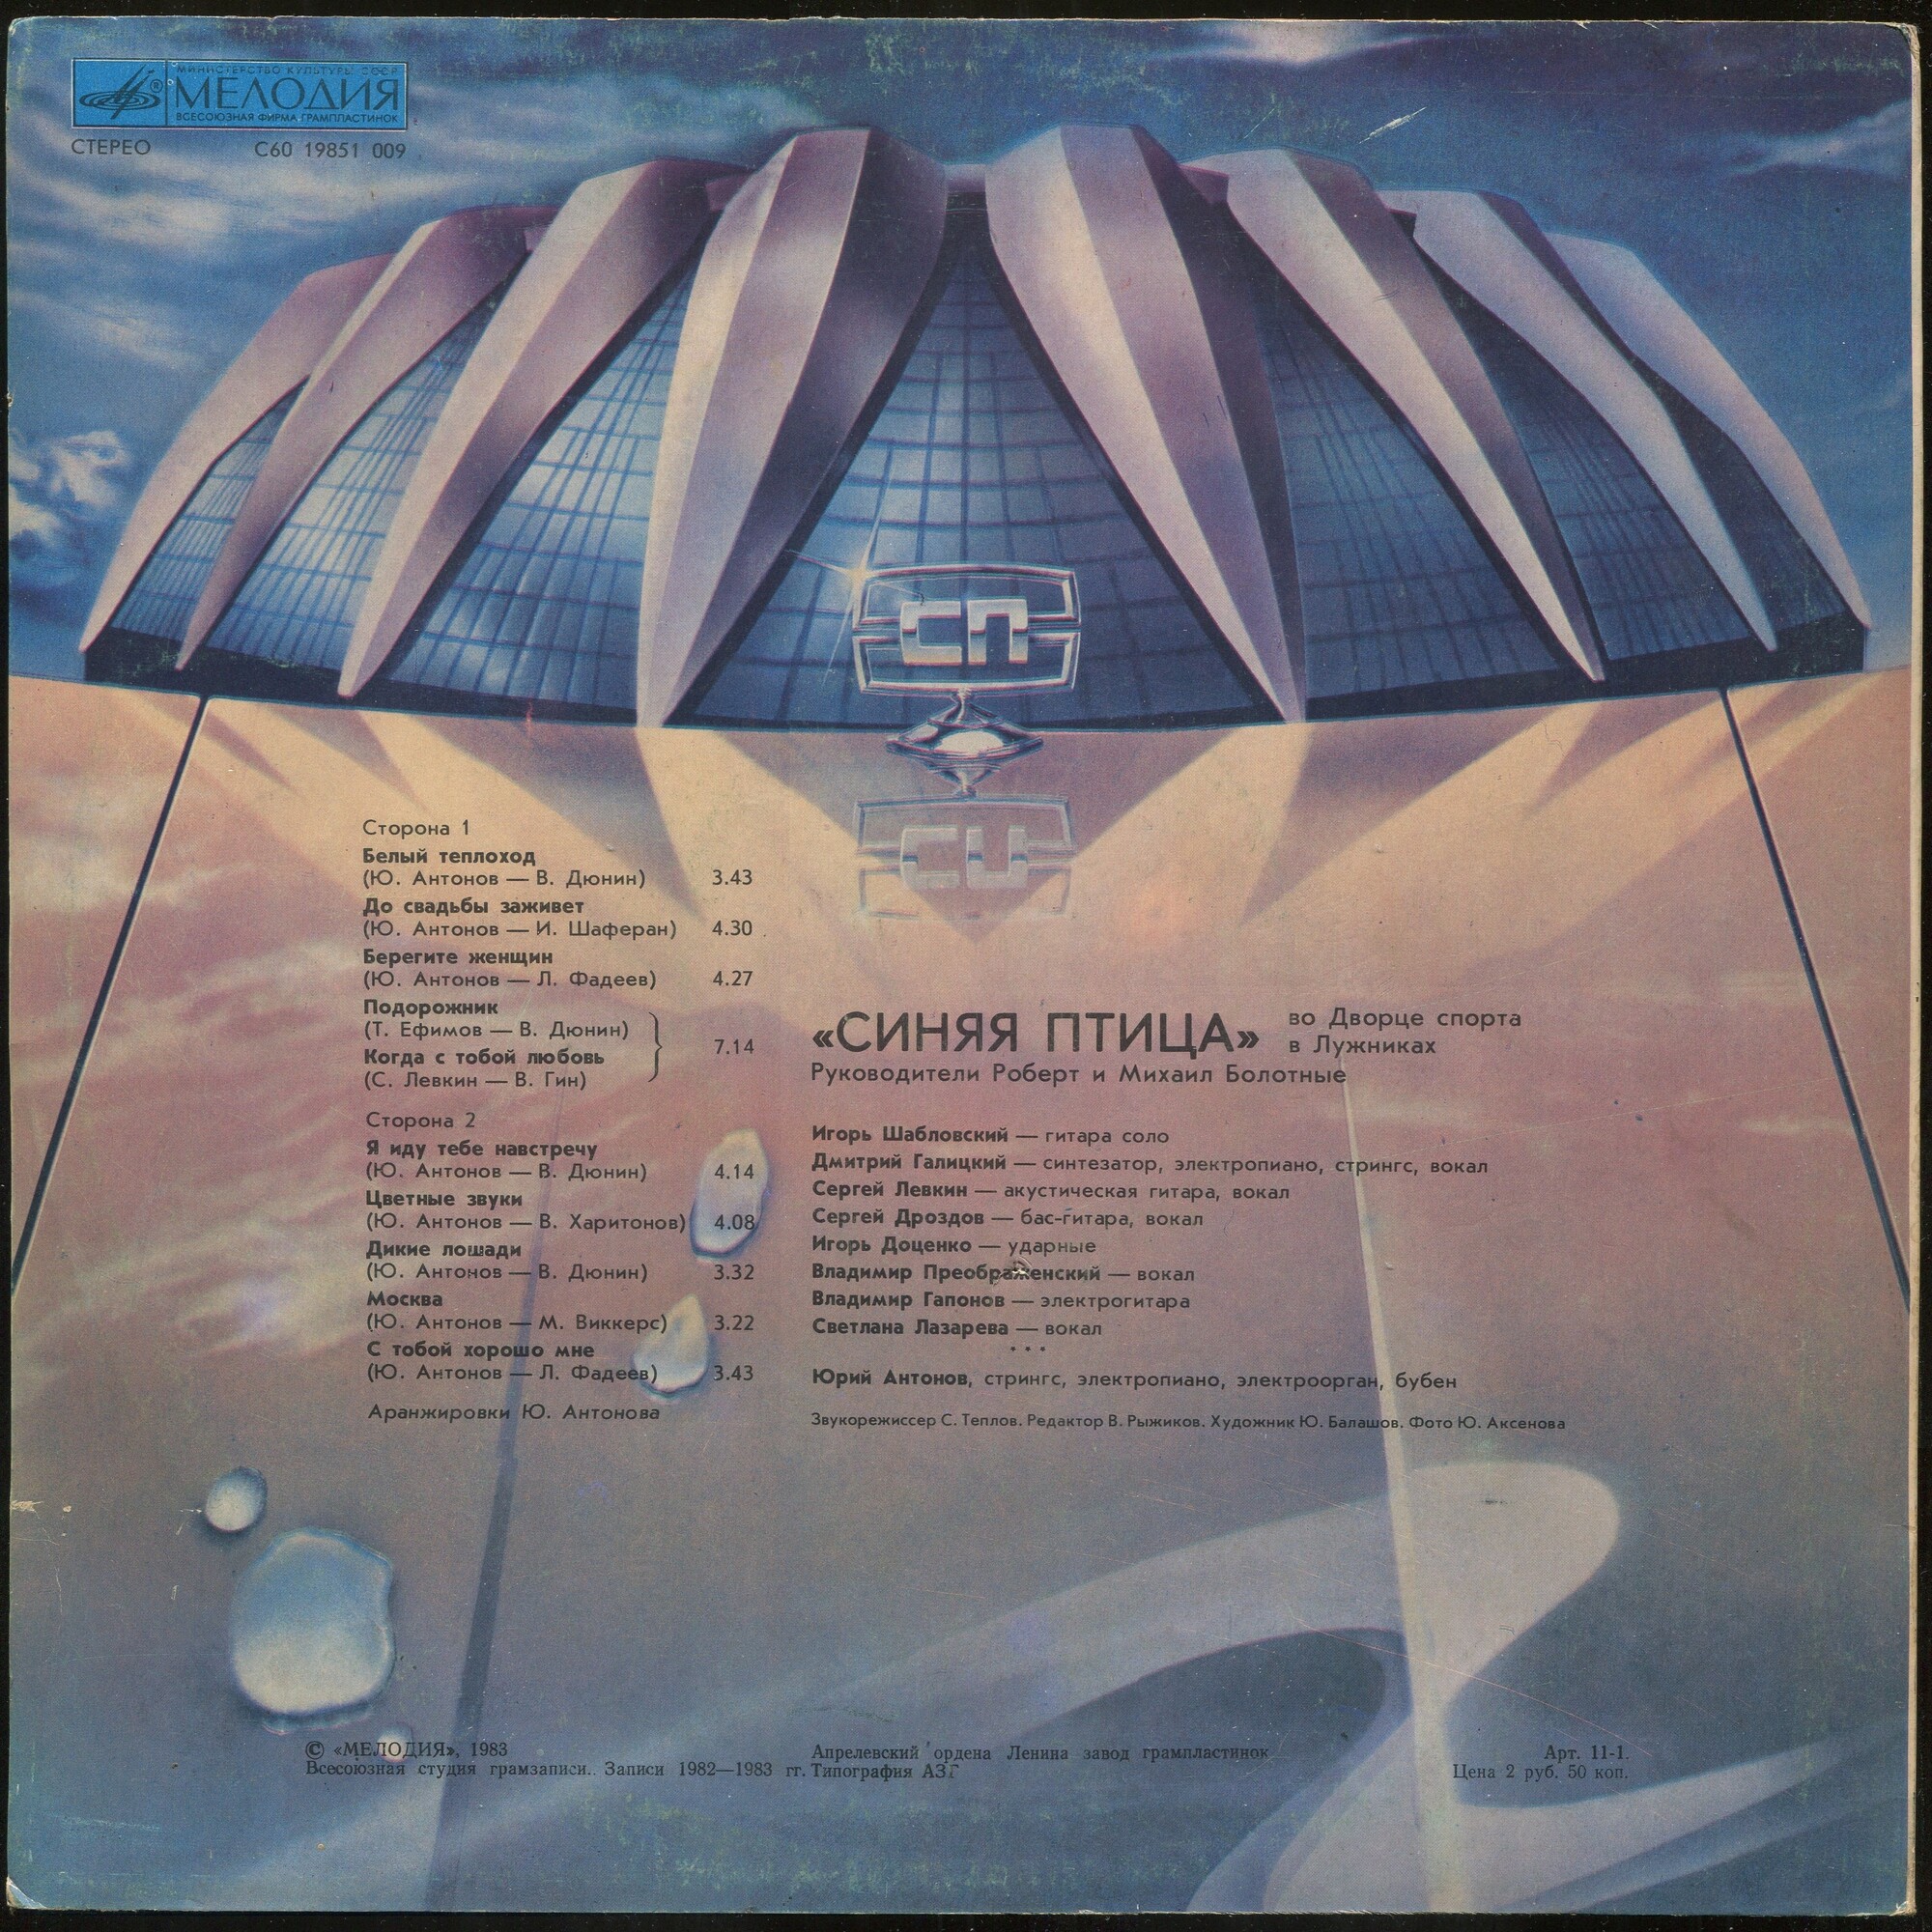 МИНИСТЕРСТВО КУЛЬТУРЫ СССР
МЕЛОДИЯ
ВСЕСОЮЗНАЯ ФИРМА ГРАМПЛАСТИНОК
СТЕРЕО С60 19851 009
СП
Сторона 1
Белый теплоход
(Ю. Антонов — В. Дюнин) 3.43
До свадьбы заживет
(Ю. Антонов — И. Шаферан) 4.30
Берегите женщин
(Ю. Антонов — Л. Фадеев) 4.27
Подорожник
(Т. Ефимов — В. Дюнин)
7.14
Когда с тобой любовь
(С. Левкин — В. Гин)
Сторона 2
Я иду тебе навстречу
(Ю. Антонов — В. Дюнин) 4.14
Цветные звуки
(Ю. Антонов — В. Харитонов) 4.08
Дикие лошади
(Ю. Антонов — В. Дюнин) 3.32
Москва
(Ю. Антонов — М. Виккерс) 3.22
С тобой хорошо мне
(Ю. Антонов — Л. Фадеев) 3.43
Аранжировки Ю. Антонова
«СИНЯЯ ПТИЦА» во Дворце спорта
в Лужниках
Руководители Роберт и Михаил Болотные
Игорь Шабловский — гитара соло
Дмитрий Галицкий — синтезатор, электропиано, стрингс, вокал
Сергей Левкин — акустическая гитара, вокал
Сергей Дроздов — бас-гитара, вокал
Игорь Доценко — ударные
Владимир Преображенский — вокал
Владимир Гапонов — электрогитара
Светлана Лазарева — вокал
• • •
Юрий Антонов, стрингс, электропиано, электроорган, бубен
Звукорежиссер С. Теплов. Редактор В. Рыжиков. Художник Ю. Балашов. Фото Ю. Аксенова
© «МЕЛОДИЯ», 1983
Всесоюзная студия грамзаписи. Записи 1982—1983 гг.
Апрелевский ордена Ленина завод грампластинок
Типография АЗГ
Арт. 11-1.
Цена 2 руб. 50 коп.